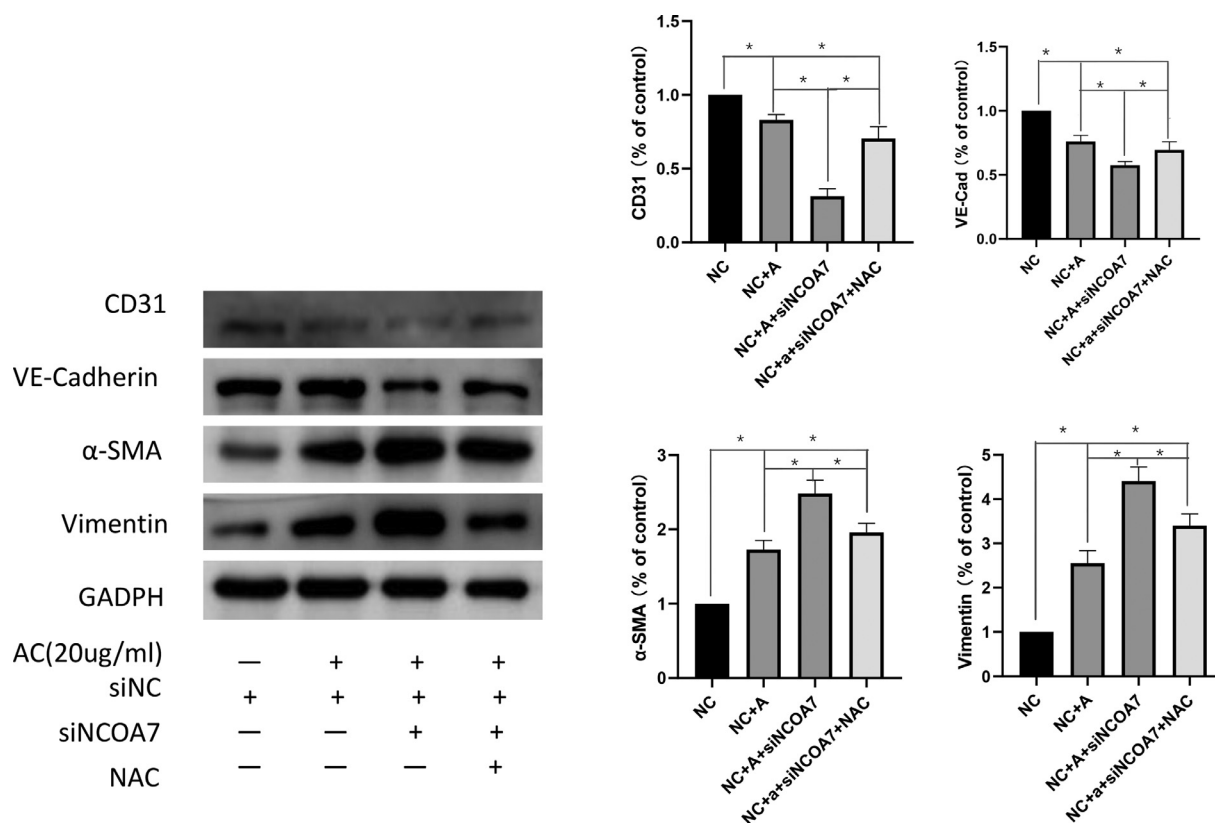 CD31
VE-Cadherin
α-SMA
Vimentin
GADPH
AC(20ug/ml) — + + +
siNC + + + +
siNCOA7 — — + +
NAC — — — +
CD31 (% of control)
1.5
1.0
0.5
0.0
* *
* *
NC
NC+A
NC+A+siNCOA7
NC+a+siNCOA7+NAC
VE-Cad (% of control)
1.5
1.0
0.5
0.0
* *
* *
NC
NC+A
NC+A+siNCOA7
NC+a+siNCOA7+NAC
α-SMA (% of control)
3
2
1
0
* *
* *
NC
NC+A
NC+A+siNCOA7
NC+a+siNCOA7+NAC
Vimentin (% of control)
5
4
3
2
1
0
* *
* *
NC
NC+A
NC+A+siNCOA7
NC+a+siNCOA7+NAC